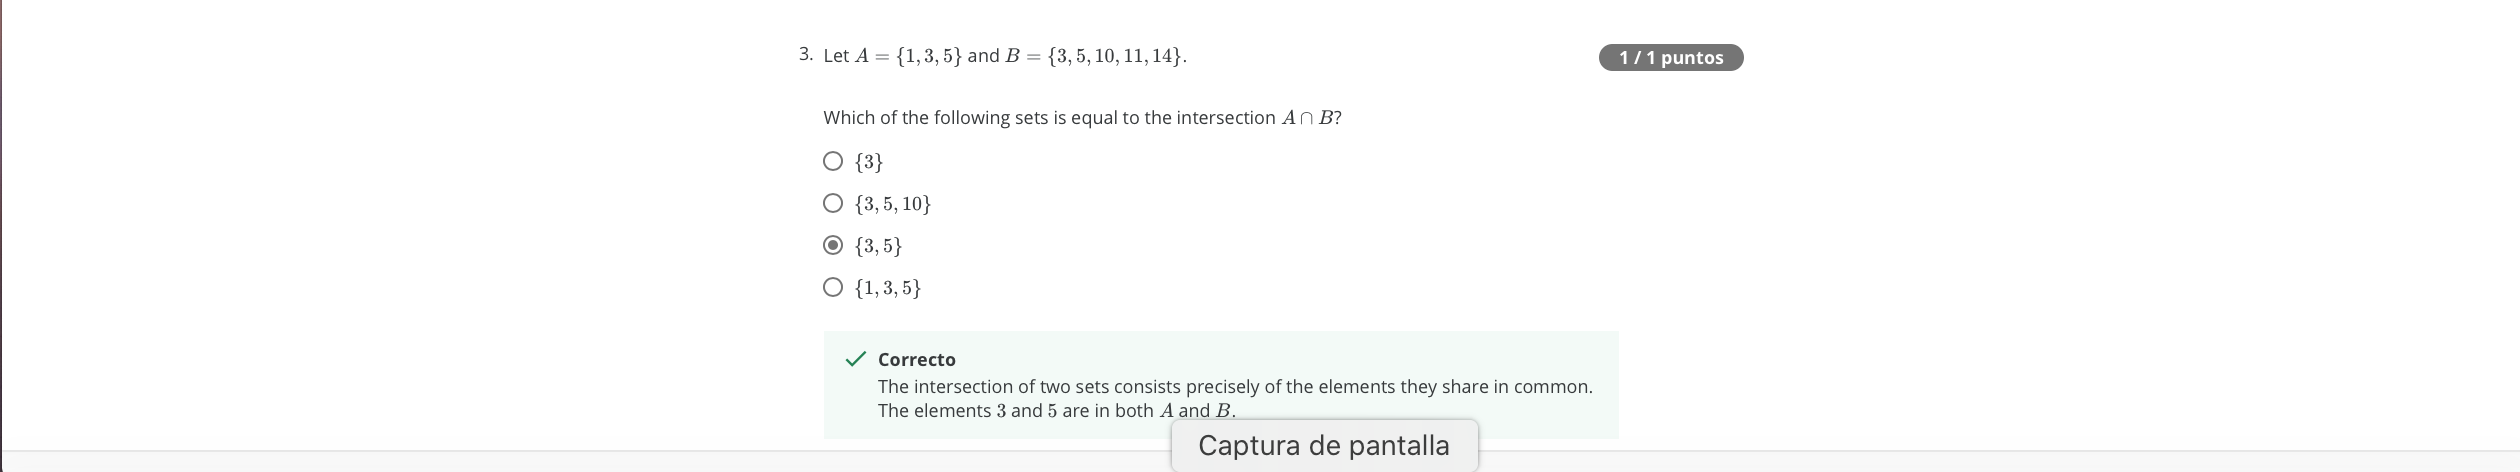 3. Let A = {1, 3, 5} and B = {3, 5, 10, 11, 14}.
1 / 1 puntos
Which of the following sets is equal to the intersection A ∩ B?
{3}
{3, 5, 10}
{3, 5}
{1, 3, 5}
Correcto
The intersection of two sets consists precisely of the elements they share in common.
The elements 3 and 5 are in both A and B.
Captura de pantalla